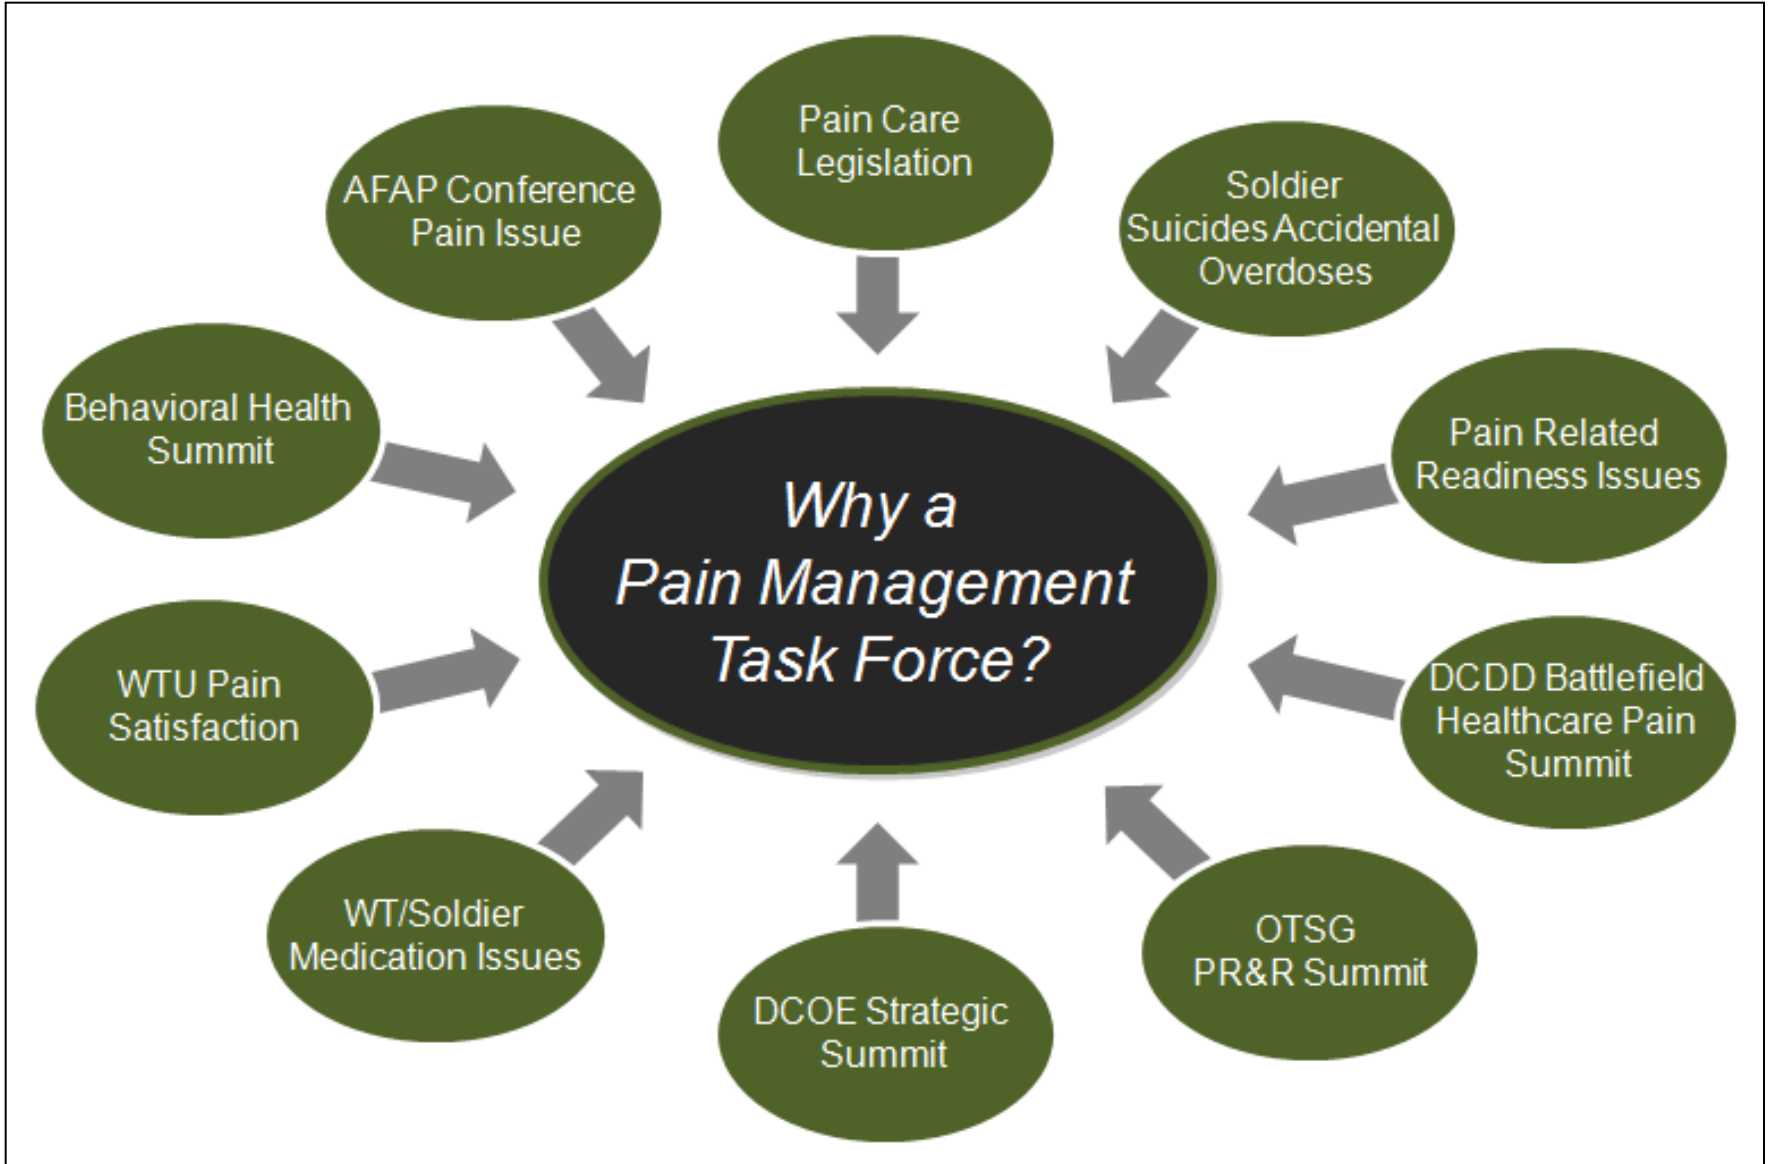 Pain Care
Legislation
AFAP Conference
Pain Issue
Soldier
Suicides Accidental
Overdoses
Behavioral Health
Summit
Pain Related
Readiness Issues
Why a
Pain Management
Task Force?
WTU Pain
Satisfaction
DCDD Battlefield
Healthcare Pain
Summit
WT/Soldier
Medication Issues
OTSG
PR&R Summit
DCOE Strategic
Summit